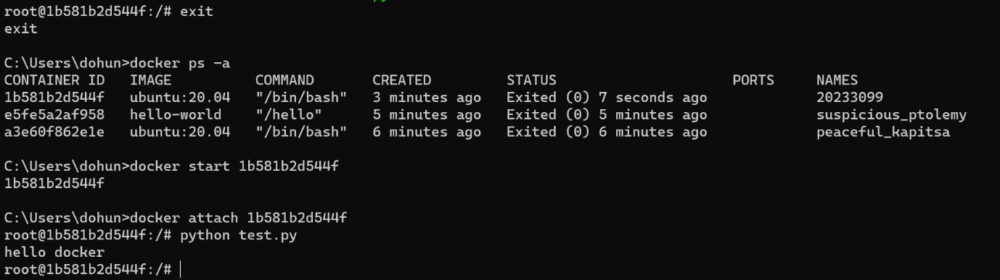 root@1b581b2d544f:/# exit
exit
C:\Users\dohun>docker ps -a
CONTAINER ID   IMAGE          COMMAND       CREATED         STATUS                     PORTS     NAMES
1b581b2d544f   ubuntu:20.04   "/bin/bash"   3 minutes ago   Exited (0) 7 seconds ago             20233099
e5fe5a2af958   hello-world    "/hello"      5 minutes ago   Exited (0) 5 minutes ago             suspicious_ptolemy
a3e60f862e1e   ubuntu:20.04   "/bin/bash"   6 minutes ago   Exited (0) 6 minutes ago             peaceful_kapitsa
C:\Users\dohun>docker start 1b581b2d544f
1b581b2d544f
C:\Users\dohun>docker attach 1b581b2d544f
root@1b581b2d544f:/# python test.py
hello docker
root@1b581b2d544f:/#